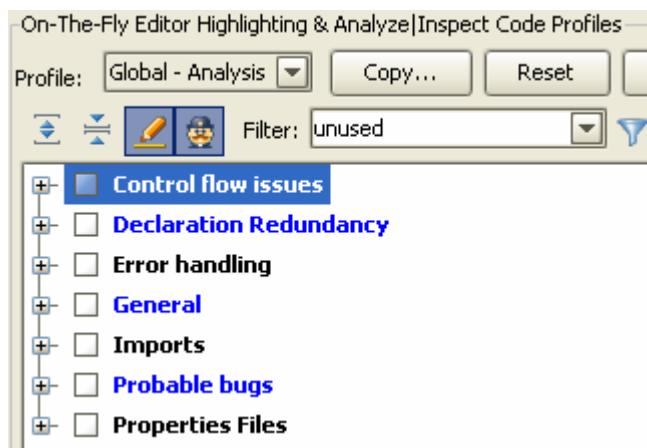 On-The-Fly Editor Highlighting & Analyze|Inspect Code Profiles
Profile: Global - Analysis Copy... Reset
Filter: unused
Control flow issues
Declaration Redundancy
Error handling
General
Imports
Probable bugs
Properties Files